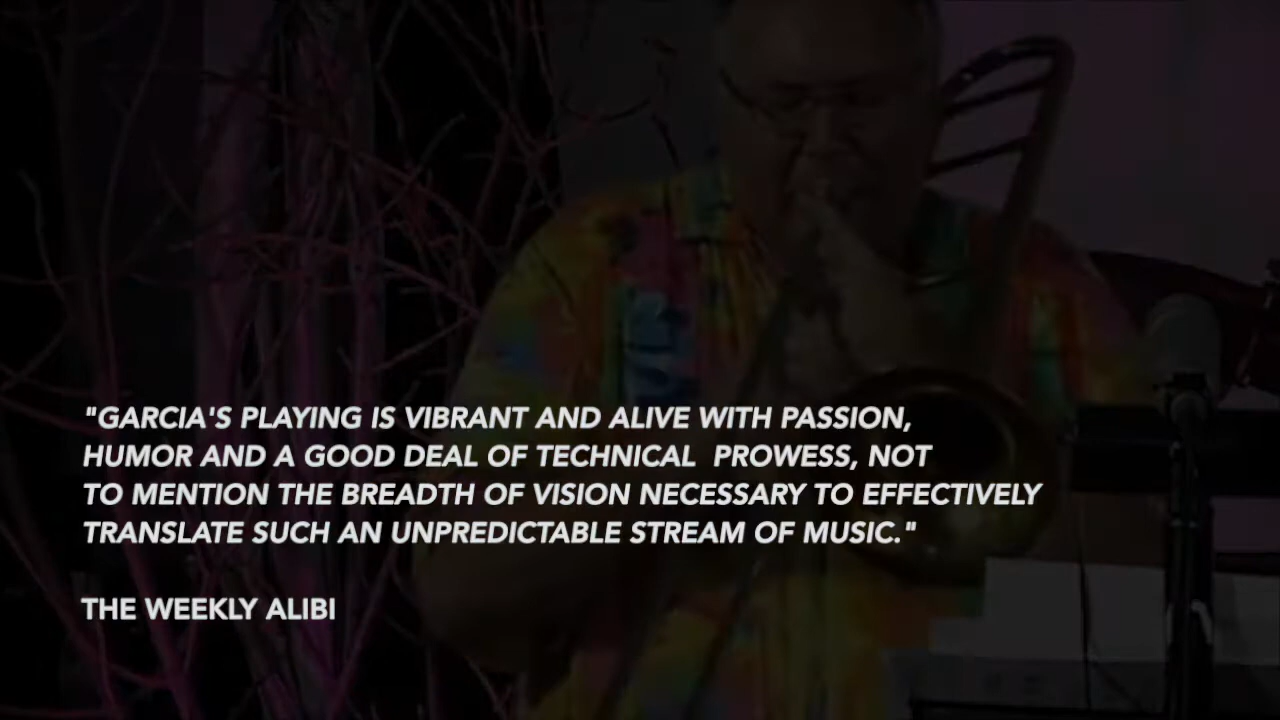 "GARCIA'S PLAYING IS VIBRANT AND ALIVE WITH PASSION,
HUMOR AND A GOOD DEAL OF TECHNICAL  PROWESS, NOT
TO MENTION THE BREADTH OF VISION NECESSARY TO EFFECTIVELY
TRANSLATE SUCH AN UNPREDICTABLE STREAM OF MUSIC."
THE WEEKLY ALIBI